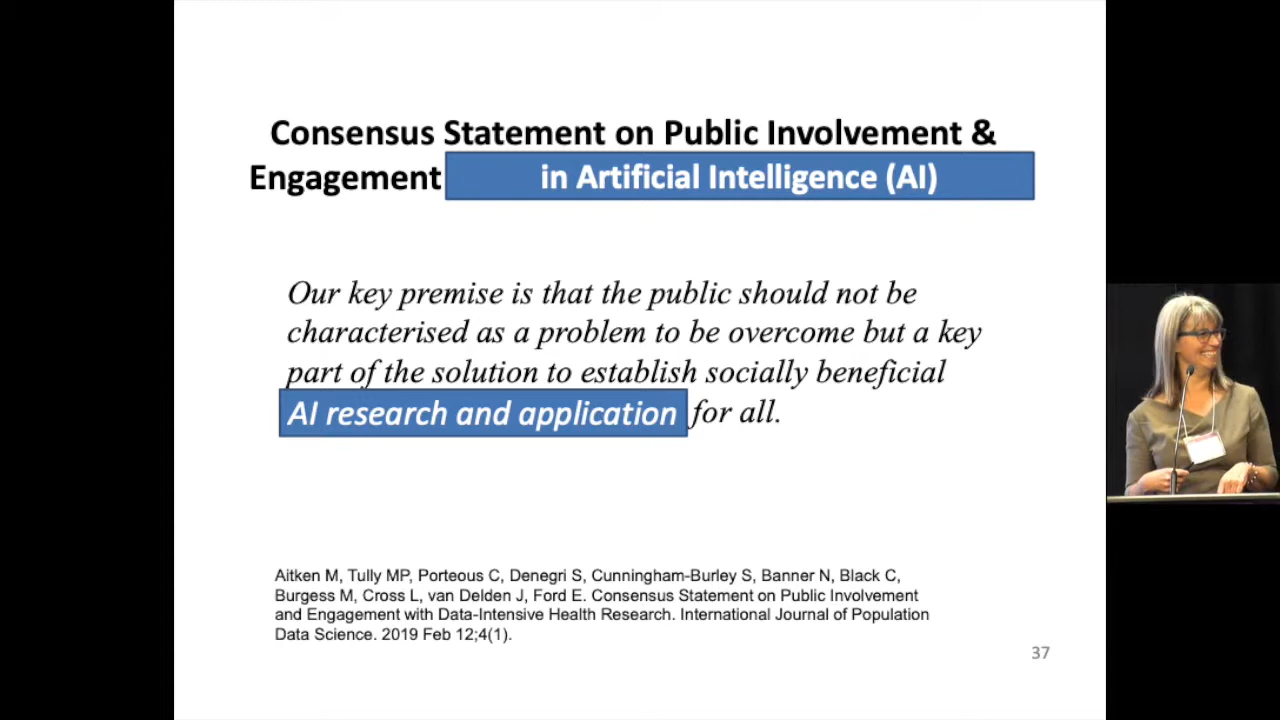 Consensus Statement on Public Involvement &
Engagement in Artificial Intelligence (AI)
Our key premise is that the public should not be
characterised as a problem to be overcome but a key
part of the solution to establish socially beneficial
AI research and application for all.
Aitken M, Tully MP, Porteous C, Denegri S, Cunningham-Burley S, Banner N, Black C,
Burgess M, Cross L, van Delden J, Ford E. Consensus Statement on Public Involvement
and Engagement with Data-Intensive Health Research. International Journal of Population
Data Science. 2019 Feb 12;4(1).
37